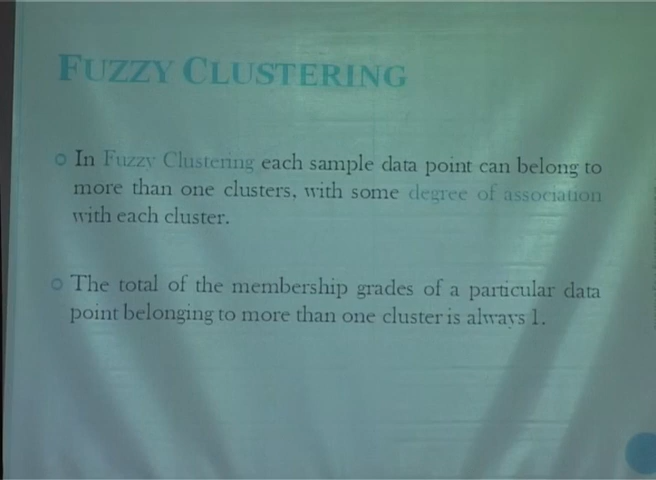 FUZZY CLUSTERING
In Fuzzy Clustering each sample data point can belong to
more than one clusters, with some degree of association
with each cluster.
The total of the membership grades of a particular data
point belonging to more than one cluster is always 1.